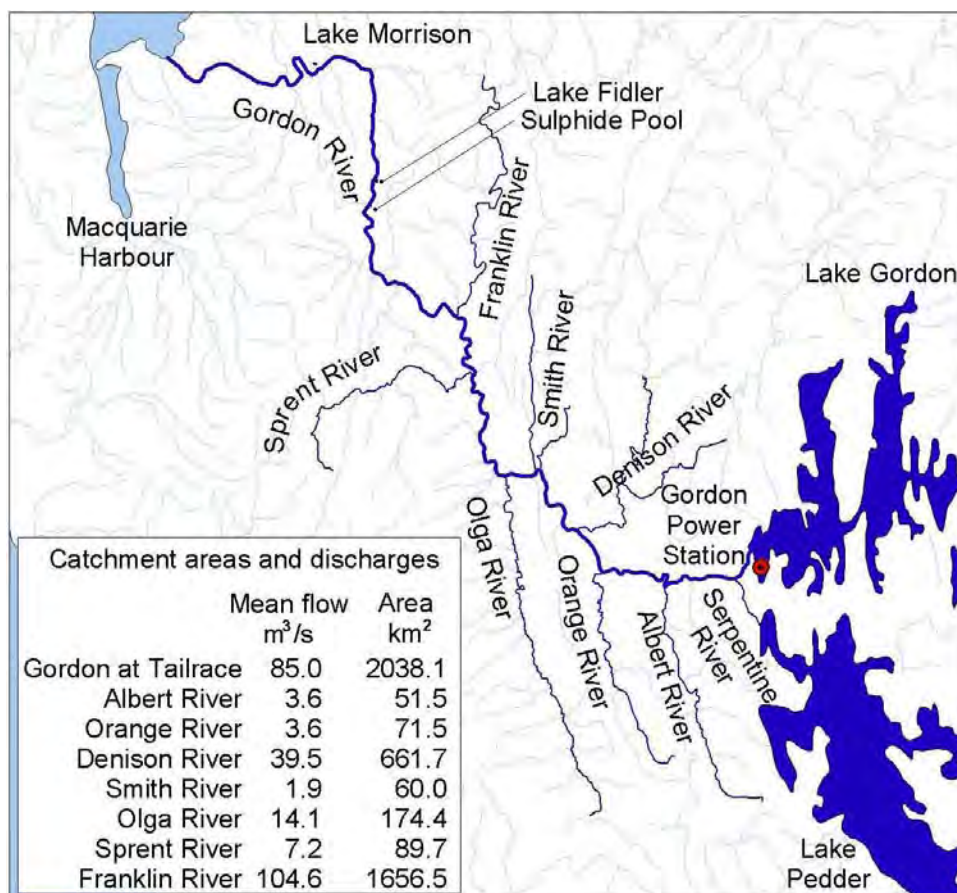 Lake Morrison
Gordon River
Lake Fidler
Sulphide Pool
Franklin River
Macquarie
Harbour
Lake Gordon
Sprent River
Smith River
Denison River
Gordon
Power
Station
Olga River
Orange River
Albert River
Serpentine
River
Lake
Pedder
Catchment areas and discharges
Mean flow Area
m³/s km²
Gordon at Tailrace 85.0 2038.1
Albert River 3.6 51.5
Orange River 3.6 71.5
Denison River 39.5 661.7
Smith River 1.9 60.0
Olga River 14.1 174.4
Sprent River 7.2 89.7
Franklin River 104.6 1656.5